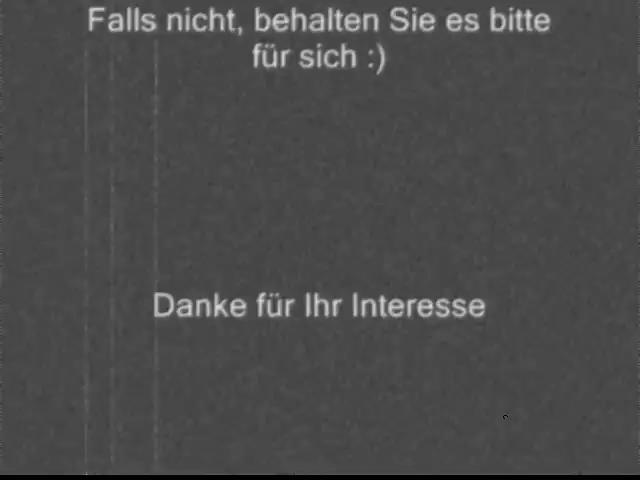 Falls nicht, behalten Sie es bitte
für sich :)
Danke für Ihr Interesse